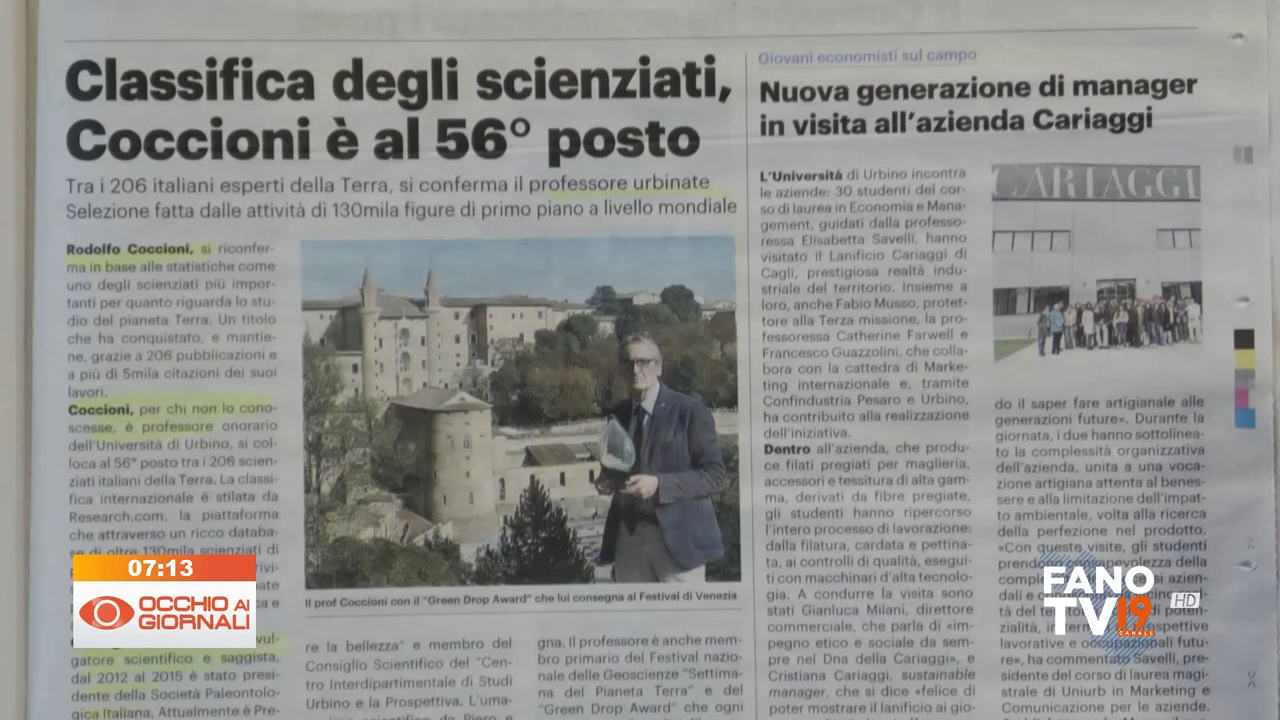 Classifica degli scienziati,
Coccioni è al 56° posto
Tra i 206 italiani esperti della Terra, si conferma il professore urbinate
Selezione fatta dalle attività di 130mila figure di primo piano a livello mondiale
Rodolfo Coccioni, si riconfer-
ma in base alle statistiche come
uno degli scienziati più impor-
tanti per quanto riguarda lo stu-
dio del pianeta Terra. Un titolo
che ha conquistato, e mantie-
ne, grazie a 206 pubblicazioni e
a più di 5mila citazioni dei suoi
lavori.
Coccioni, per chi non lo cono-
scesse, è professore onorario
dell'Università di Urbino, si col-
loca al 56° posto tra i 206 scien-
ziati italiani della Terra. La classi-
fica internazionale è stilata da
Research.com, la piattaforma
che attraverso un ricco databa-
se di oltre 130mila scienziati di
gatore scientifico e saggista,
dal 2012 al 2015 è stato presi-
dente della Società Paleontolo-
gica Italiana. Attualmente è Pre-
Il prof Coccioni con il "Green Drop Award" che lui consegna al Festival di Venezia
re la bellezza" e membro del
Consiglio Scientifico del "Cen-
tro Interdipartimentale di Studi
Urbino e la Prospettiva. L'uma-
gna. Il professore è anche mem-
bro primario del Festival nazio-
nale delle Geoscienze "Settima-
na del Pianeta Terra" e del
"Green Drop Award" che ogni
Giovani economisti sul campo
Nuova generazione di manager
in visita all'azienda Cariaggi
L'Università di Urbino incontra
le aziende: 30 studenti del cor-
so di laurea in Economia e Mana-
gement, guidati dalla professo-
ressa Elisabetta Savelli, hanno
visitato il Lanificio Cariaggi di
Cagli, prestigiosa realtà indu-
striale del territorio. Insieme a
loro, anche Fabio Musso, protet-
tore alla Terza missione, la pro-
fessoressa Catherine Farwell e
Francesco Guazzolini, che colla-
bora con la cattedra di Marke-
ting internazionale e, tramite
Confindustria Pesaro e Urbino,
ha contribuito alla realizzazione
dell'iniziativa.
Dentro all'azienda, che produ-
ce filati pregiati per maglieria,
accessori e tessitura di alta gam-
ma, derivati da fibre pregiate,
gli studenti hanno ripercorso
l'intero processo di lavorazione:
dalla filatura, cardata e pettina-
ta, ai controlli di qualità, esegui-
ti con macchinari d'alta tecnolo-
gia. A condurre la visita sono
stati Gianluca Milani, direttore
commerciale, che parla di «im-
pegno etico e sociale da sem-
pre nel Dna della Cariaggi», e
Cristiana Cariaggi, sustainable
manager, che si dice «felice di
poter mostrare il lanificio ai gio-
CARIAGGI
do il saper fare artigianale alle
generazioni future». Durante la
giornata, i due hanno sottolinea-
to la complessità organizzativa
dell'azienda, unita a una voca-
zione artigiana attenta al benes-
sere e alla limitazione dell'impat-
to ambientale, volta alla ricerca
della perfezione nel prodotto.
«Con queste visite, gli studenti
lavorative e occupazionali futu-
re», ha commentato Savelli, pre-
sidente del corso di laurea magi-
strale di Uniurb in Marketing e
Comunicazione per le aziende.
07:13
OCCHIO AI
GIORNALI
FANO
TV19
CANALE
HD